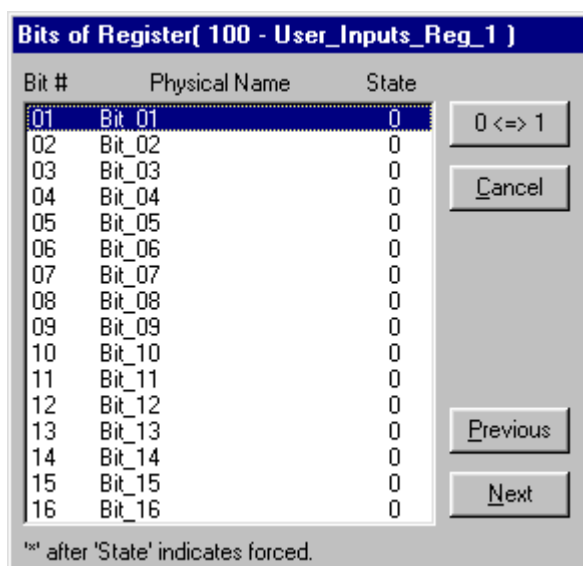 Bits of Register( 100 - User_Inputs_Reg_1 )
Bit # Physical Name State
01 Bit_01 0
02 Bit_02 0
03 Bit_03 0
04 Bit_04 0
05 Bit_05 0
06 Bit_06 0
07 Bit_07 0
08 Bit_08 0
09 Bit_09 0
10 Bit_10 0
11 Bit_11 0
12 Bit_12 0
13 Bit_13 0
14 Bit_14 0
15 Bit_15 0
16 Bit_16 0
0 <=> 1
Cancel
Previous
Next
'*' after 'State' indicates forced.